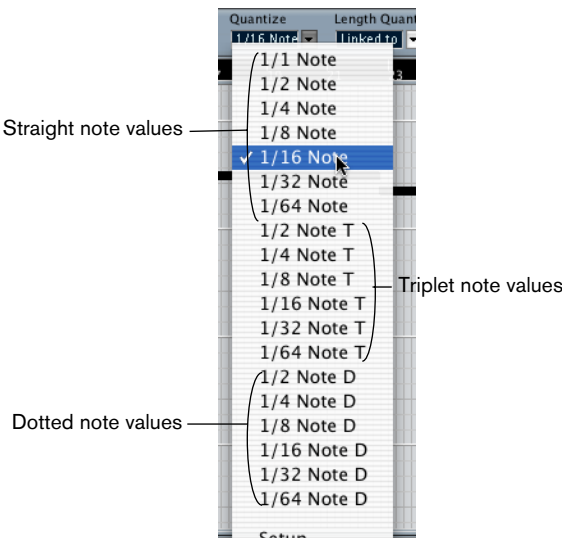 Quantize Length Quant
1/16 Note Linked to
1/1 Note
1/2 Note
1/4 Note
1/8 Note
Straight note values
✓ 1/16 Note
1/32 Note
1/64 Note
1/2 Note T
1/4 Note T
1/8 Note T
Triplet note values
1/16 Note T
1/32 Note T
1/64 Note T
1/2 Note D
1/4 Note D
1/8 Note D
Dotted note values
1/16 Note D
1/32 Note D
1/64 Note D
Setup